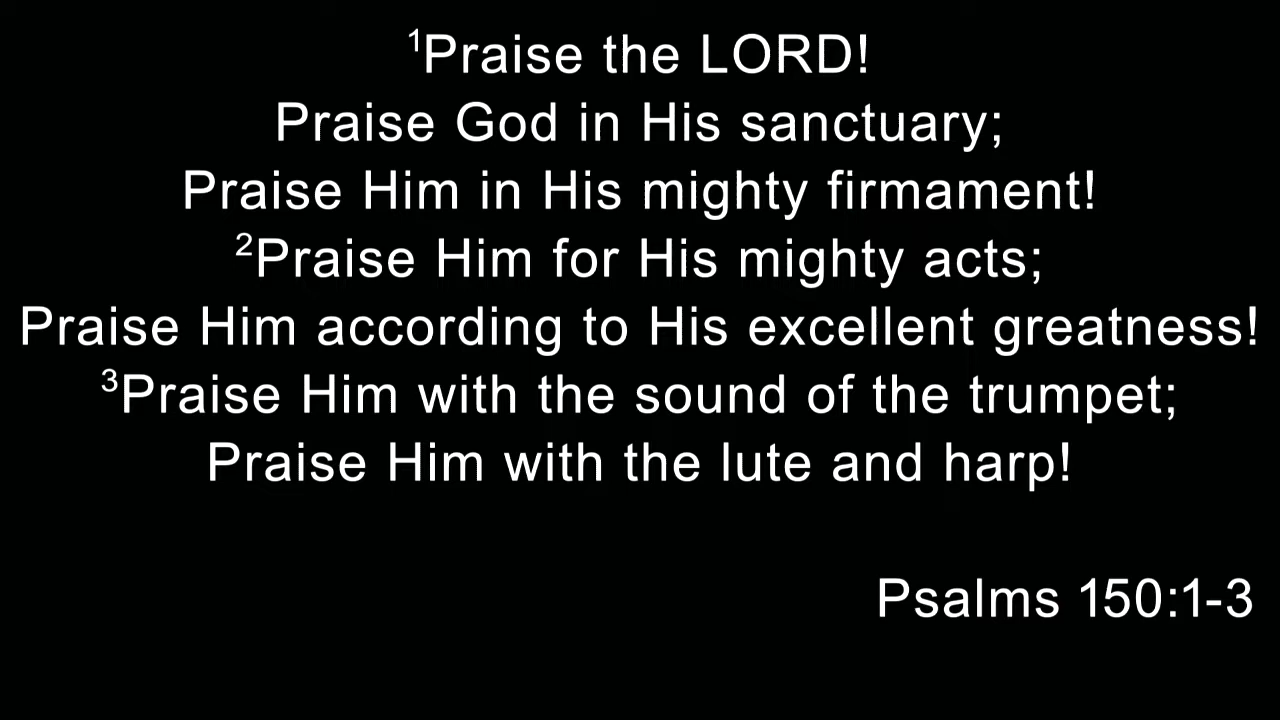 ¹Praise the LORD!
Praise God in His sanctuary;
Praise Him in His mighty firmament!
²Praise Him for His mighty acts;
Praise Him according to His excellent greatness!
³Praise Him with the sound of the trumpet;
Praise Him with the lute and harp!
Psalms 150:1-3